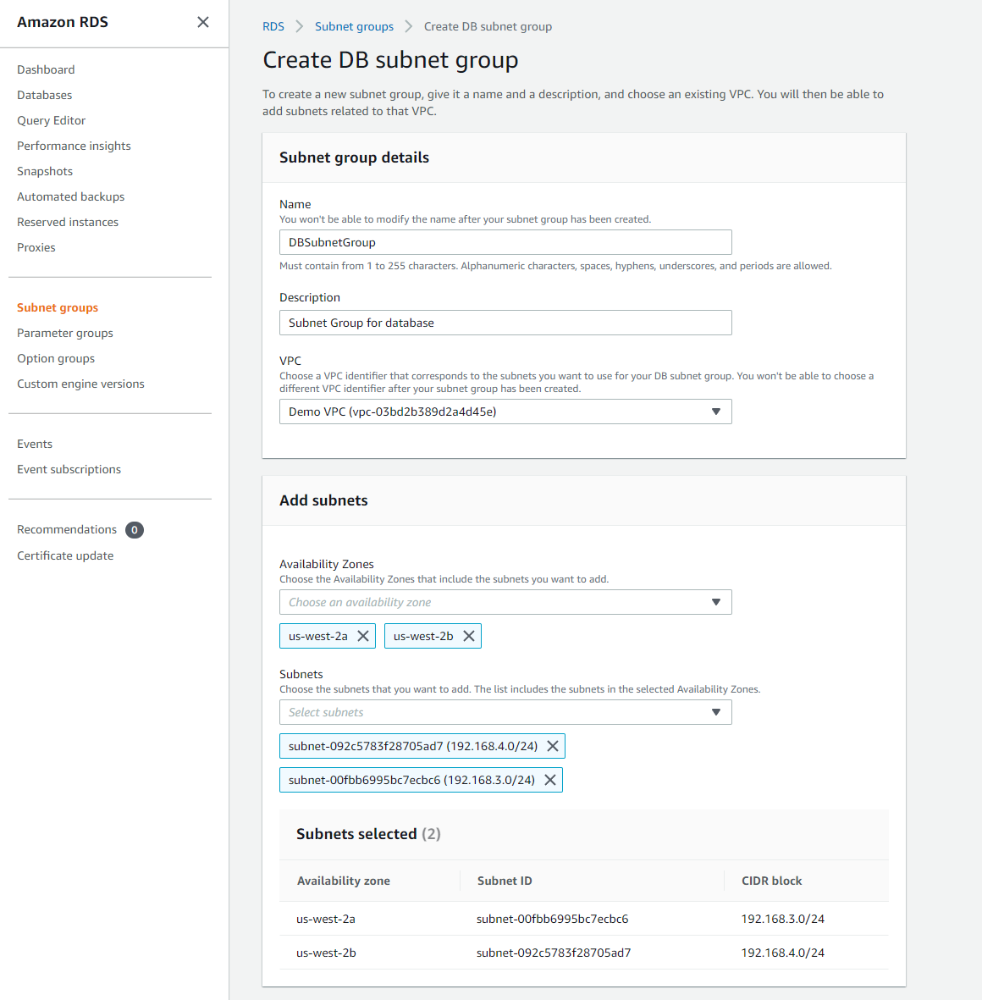 Amazon RDS
Dashboard
Databases
Query Editor
Performance insights
Snapshots
Automated backups
Reserved instances
Proxies
Subnet groups
Parameter groups
Option groups
Custom engine versions
Events
Event subscriptions
Recommendations 0
Certificate update
RDS Subnet groups Create DB subnet group
Create DB subnet group
To create a new subnet group, give it a name and a description, and choose an existing VPC. You will then be able to
add subnets related to that VPC.
Subnet group details
Name
You won't be able to modify the name after your subnet group has been created.
DBSubnetGroup
Must contain from 1 to 255 characters. Alphanumeric characters, spaces, hyphens, underscores, and periods are allowed.
Description
Subnet Group for database
VPC
Choose a VPC identifier that corresponds to the subnets you want to use for your DB subnet group. You won't be able to choose a
different VPC identifier after your subnet group has been created.
Demo VPC (vpc-03bd2b389d2a4d45e)
Add subnets
Availability Zones
Choose the Availability Zones that include the subnets you want to add.
Choose an availability zone
us-west-2a us-west-2b
Subnets
Choose the subnets that you want to add. The list includes the subnets in the selected Availability Zones.
Select subnets
subnet-092c5783f28705ad7 (192.168.4.0/24)
subnet-00fbb6995bc7ecbc6 (192.168.3.0/24)
Subnets selected (2)
Availability zone Subnet ID CIDR block
us-west-2a subnet-00fbb6995bc7ecbc6 192.168.3.0/24
us-west-2b subnet-092c5783f28705ad7 192.168.4.0/24